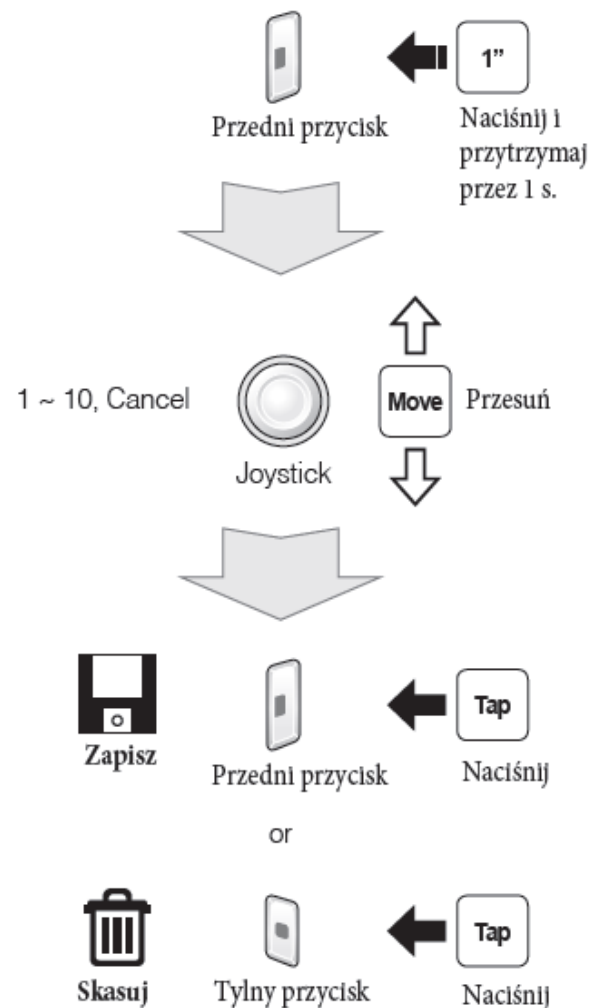 1”
Przedni przycisk
Naciśnij i
przytrzymaj
przez 1 s.
1 ~ 10, Cancel
Move
Przesuń
Joystick
Tap
Zapisz
Przedni przycisk
Naciśnij
or
Tap
Skasuj
Tylny przycisk
Naciśnij